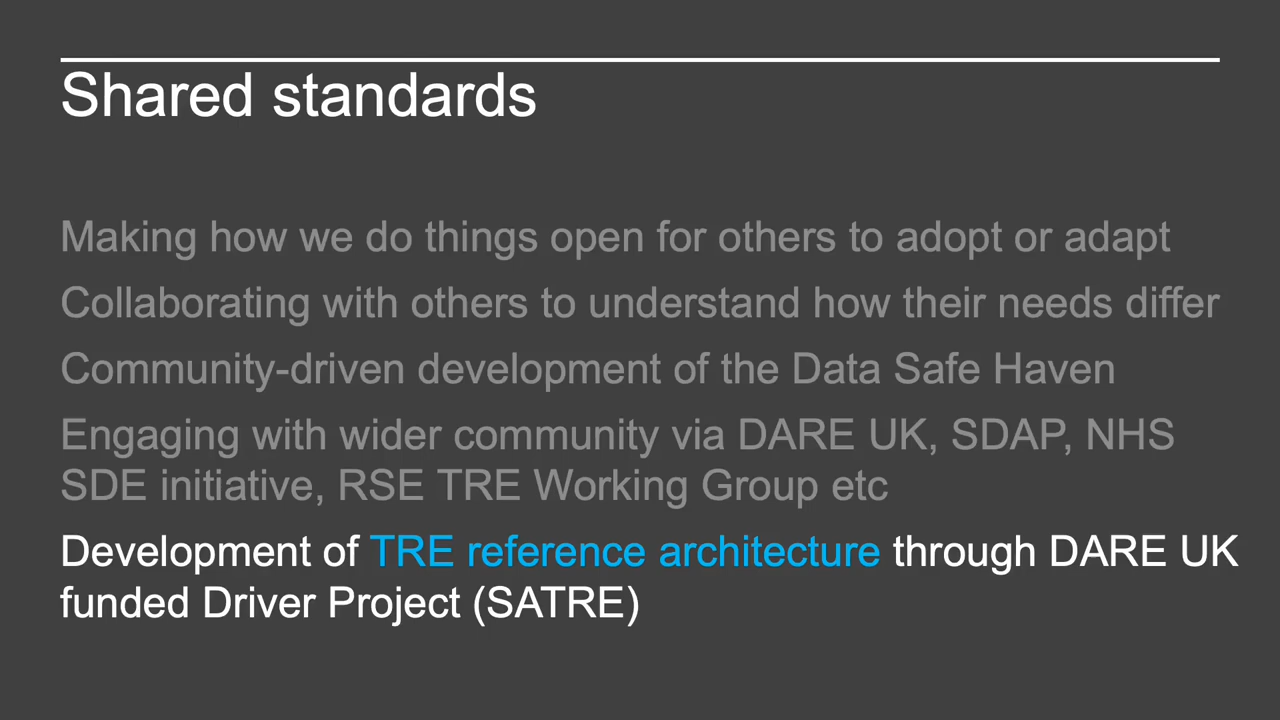 Shared standards
Making how we do things open for others to adopt or adapt
Collaborating with others to understand how their needs differ
Community-driven development of the Data Safe Haven
Engaging with wider community via DARE UK, SDAP, NHS
SDE initiative, RSE TRE Working Group etc
Development of TRE reference architecture through DARE UK
funded Driver Project (SATRE)